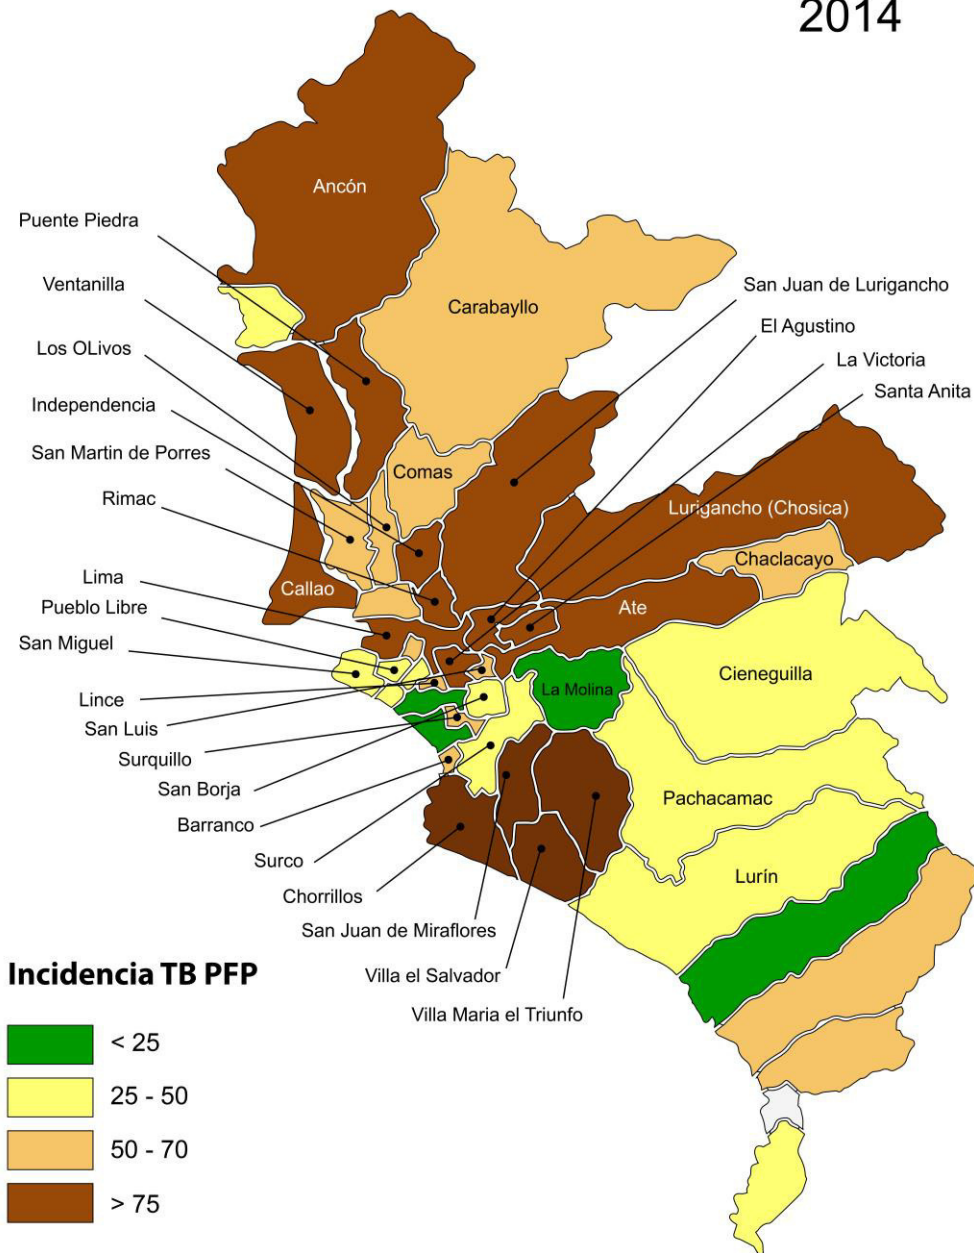 2014
Ancón
Puente Piedra
Ventanilla
San Juan de Lurigancho
Carabayllo
El Agustino
Los OLivos
La Victoria
Santa Anita
Independencia
San Martin de Porres
Comas
Rimac
Lurigancho (Chosica)
Chaclacayo
Lima
Callao
Ate
Pueblo Libre
San Miguel
Cieneguilla
La Molina
Lince
San Luis
Surquillo
San Borja
Pachacamac
Barranco
Surco
Lurín
Chorrillos
San Juan de Miraflores
Villa el Salvador
Villa Maria el Triunfo
Incidencia TB PFP
< 25
25 - 50
50 - 70
> 75